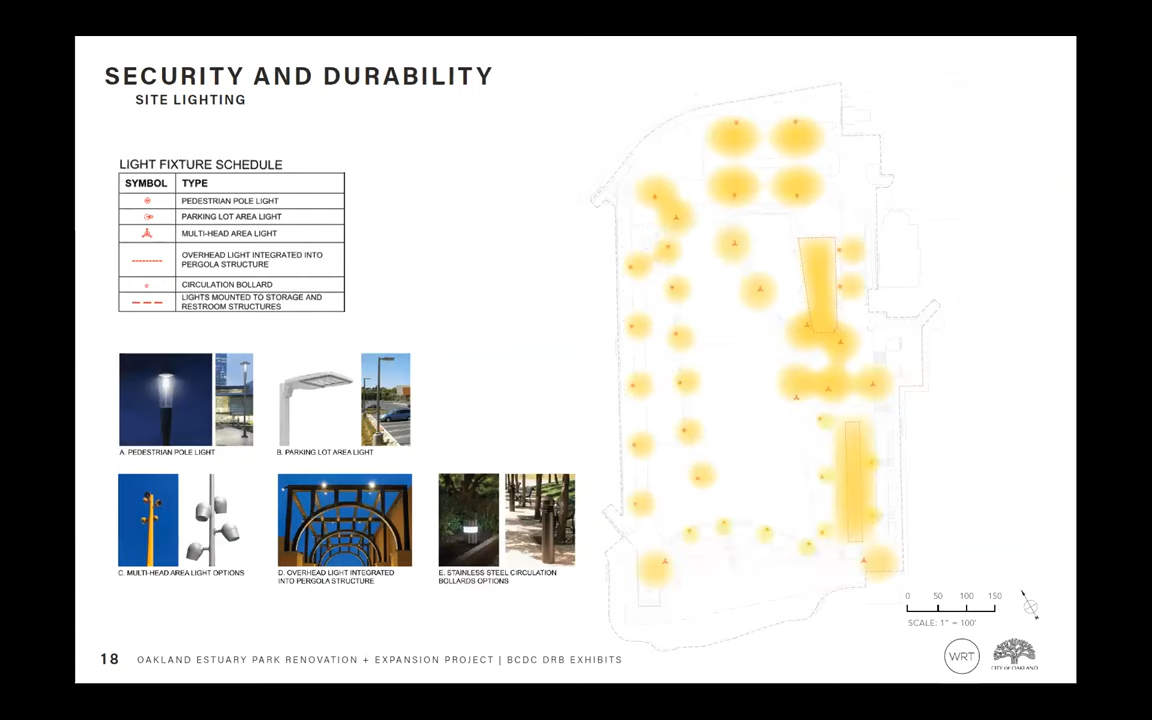 SECURITY AND DURABILITY
SITE LIGHTING
LIGHT FIXTURE SCHEDULE
SYMBOL TYPE
PEDESTRIAN POLE LIGHT
PARKING LOT AREA LIGHT
MULTI-HEAD AREA LIGHT
OVERHEAD LIGHT INTEGRATED INTO
PERGOLA STRUCTURE
CIRCULATION BOLLARD
LIGHTS MOUNTED TO STORAGE AND
RESTROOM STRUCTURES
A. PEDESTRIAN POLE LIGHT
B. PARKING LOT AREA LIGHT
C. MULTI-HEAD AREA LIGHT OPTIONS
D. OVERHEAD LIGHT INTEGRATED
INTO PERGOLA STRUCTURE
E. STAINLESS STEEL CIRCULATION
BOLLARDS OPTIONS
0 50 100 150
SCALE: 1" = 100'
18 OAKLAND ESTUARY PARK RENOVATION + EXPANSION PROJECT | BCDC DRB EXHIBITS
WRT
CITY OF OAKLAND